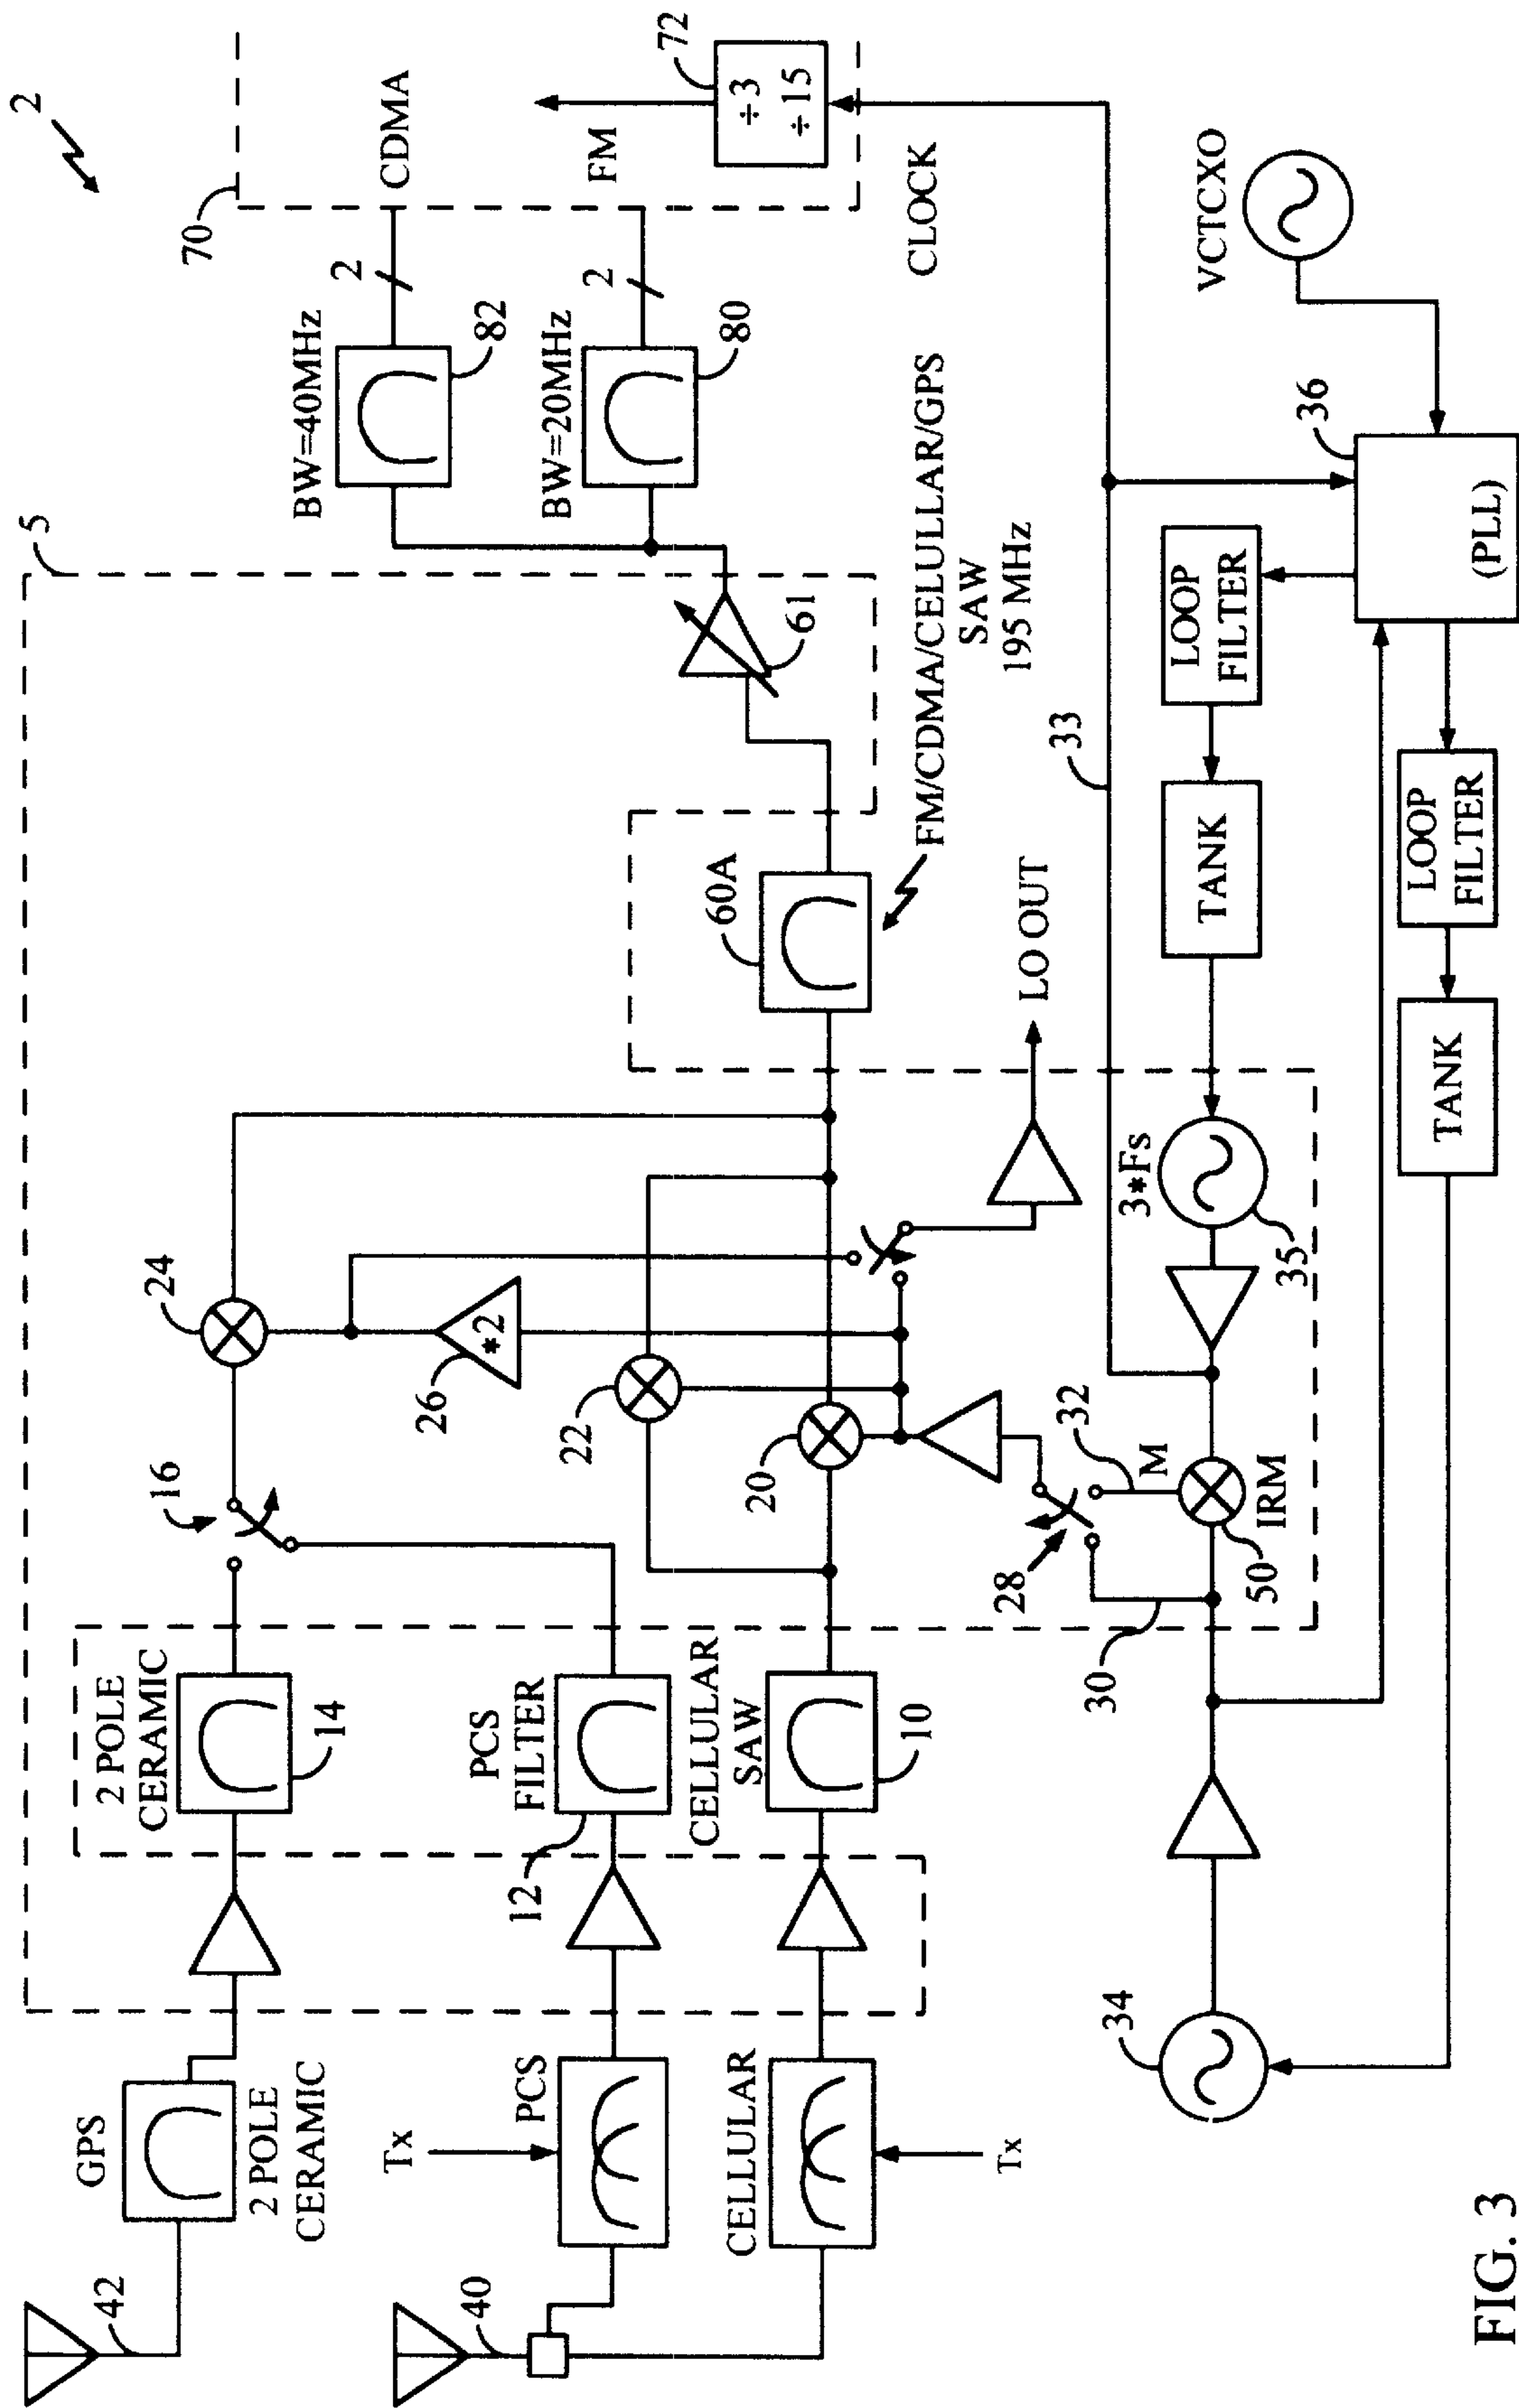 2
5
70
CDMA
FM
72
÷3
÷15
CLOCK
2
2
BW=40MHz
82
BW=20MHz
80
61
60A
FM/CDMA/CELULLAR/GPS
SAW
195 MHz
VCTCXO
36
(PLL)
LOOP
FILTER
TANK
33
LOOP
FILTER
TANK
LO OUT
3*Fs
35
24
*2
26
22
20
16
28
32
M
IRM
50
30
2 POLE
CERAMIC
14
PCS
FILTER
12
CELLULAR
SAW
10
34
GPS
2 POLE
CERAMIC
Tx
PCS
CELLULAR
Tx
42
40
FIG. 3